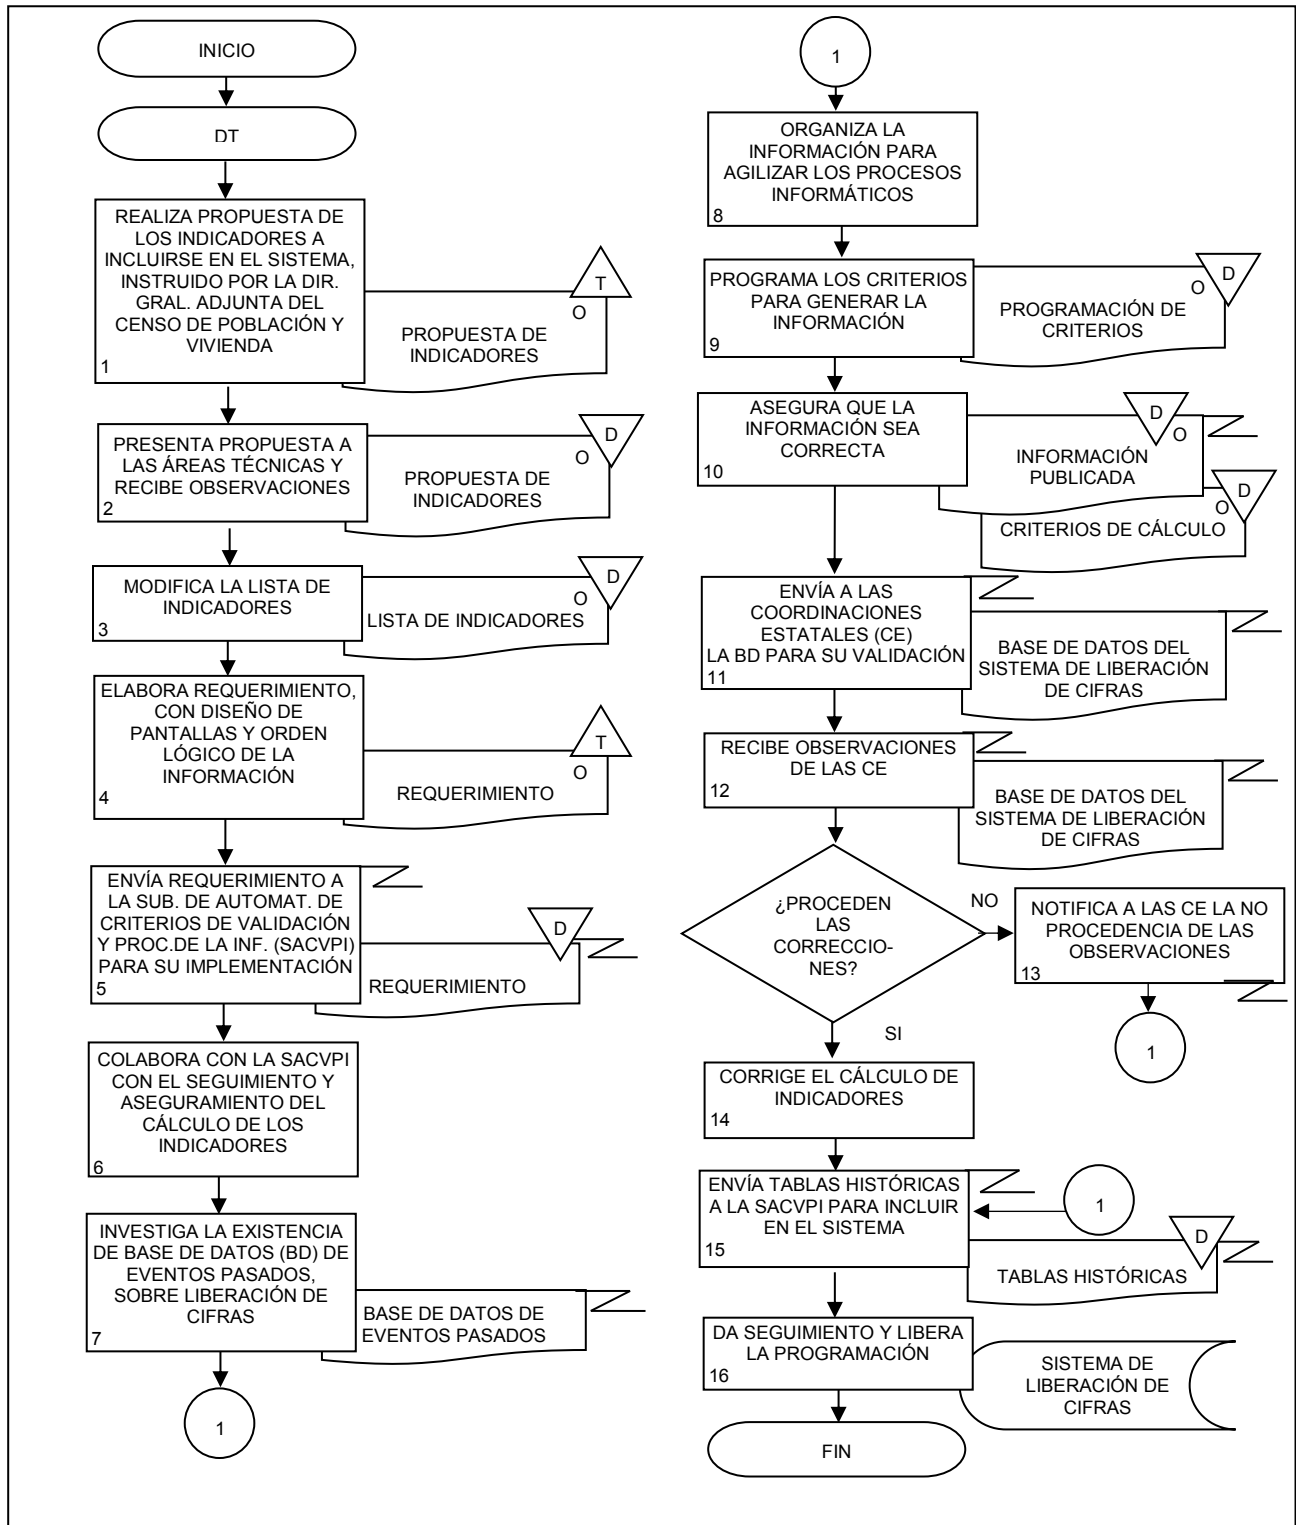 INICIO
DT
REALIZA PROPUESTA DE
LOS INDICADORES A
INCLUIRSE EN EL SISTEMA,
INSTRUIDO POR LA DIR.
GRAL. ADJUNTA DEL
CENSO DE POBLACIÓN Y
VIVIENDA
1
T
O
PROPUESTA DE
INDICADORES
PRESENTA PROPUESTA A
LAS ÁREAS TÉCNICAS Y
RECIBE OBSERVACIONES
2
D
O
PROPUESTA DE
INDICADORES
MODIFICA LA LISTA DE
INDICADORES
3
D
O
LISTA DE INDICADORES
ELABORA REQUERIMIENTO,
CON DISEÑO DE
PANTALLAS Y ORDEN
LÓGICO DE LA
INFORMACIÓN
4
T
O
REQUERIMIENTO
ENVÍA REQUERIMIENTO A
LA SUB. DE AUTOMAT. DE
CRITERIOS DE VALIDACIÓN
Y PROC.DE LA INF. (SACVPI)
PARA SU IMPLEMENTACIÓN
5
D
REQUERIMIENTO
COLABORA CON LA SACVPI
CON EL SEGUIMIENTO Y
ASEGURAMIENTO DEL
CÁLCULO DE LOS
INDICADORES
6
INVESTIGA LA EXISTENCIA
DE BASE DE DATOS (BD) DE
EVENTOS PASADOS,
SOBRE LIBERACIÓN DE
CIFRAS
7
BASE DE DATOS DE
EVENTOS PASADOS
1
1
ORGANIZA LA
INFORMACIÓN PARA
AGILIZAR LOS PROCESOS
INFORMÁTICOS
8
PROGRAMA LOS CRITERIOS
PARA GENERAR LA
INFORMACIÓN
9
D
O
PROGRAMACIÓN DE
CRITERIOS
ASEGURA QUE LA
INFORMACIÓN SEA
CORRECTA
10
D
O
INFORMACIÓN
PUBLICADA
D
O
CRITERIOS DE CÁLCULO
ENVÍA A LAS
COORDINACIONES
ESTATALES (CE)
LA BD PARA SU VALIDACIÓN
11
BASE DE DATOS DEL
SISTEMA DE LIBERACIÓN
DE CIFRAS
RECIBE OBSERVACIONES
DE LAS CE
12
BASE DE DATOS DEL
SISTEMA DE LIBERACIÓN
DE CIFRAS
¿PROCEDEN
LAS
CORRECCIO-
NES?
NO
NOTIFICA A LAS CE LA NO
PROCEDENCIA DE LAS
OBSERVACIONES
13
1
SI
CORRIGE EL CÁLCULO DE
INDICADORES
14
ENVÍA TABLAS HISTÓRICAS
A LA SACVPI PARA INCLUIR
EN EL SISTEMA
15
1
D
TABLAS HISTÓRICAS
DA SEGUIMIENTO Y LIBERA
LA PROGRAMACIÓN
16
SISTEMA DE
LIBERACIÓN DE
CIFRAS
FIN